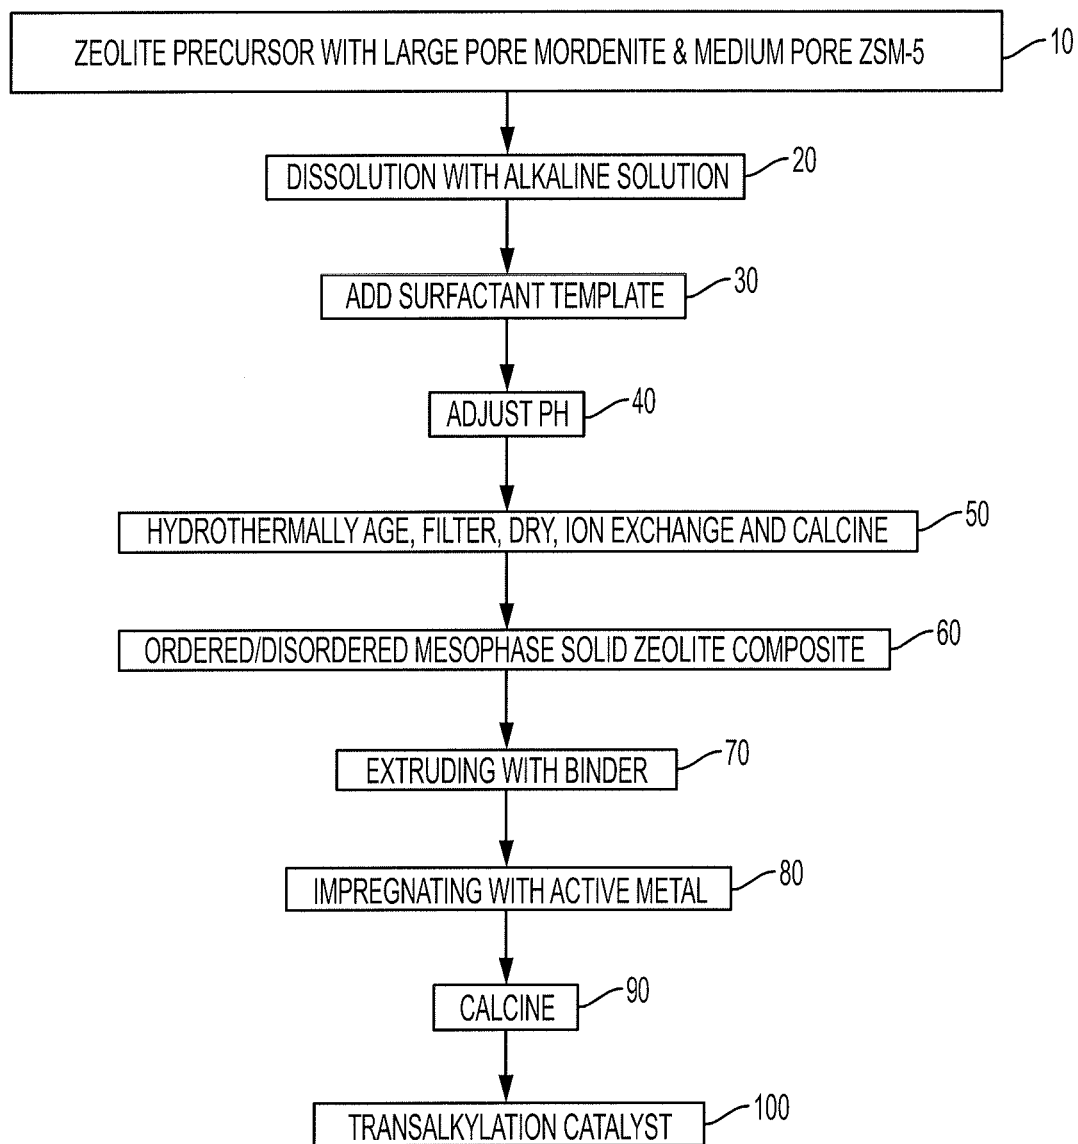 ZEOLITE PRECURSOR WITH LARGE PORE MORDENITE & MEDIUM PORE ZSM-5
10
DISSOLUTION WITH ALKALINE SOLUTION
20
ADD SURFACTANT TEMPLATE
30
ADJUST PH
40
HYDROTHERMALLY AGE, FILTER, DRY, ION EXCHANGE AND CALCINE
50
ORDERED/DISORDERED MESOPHASE SOLID ZEOLITE COMPOSITE
60
EXTRUDING WITH BINDER
70
IMPREGNATING WITH ACTIVE METAL
80
CALCINE
90
TRANSALKYLATION CATALYST
100